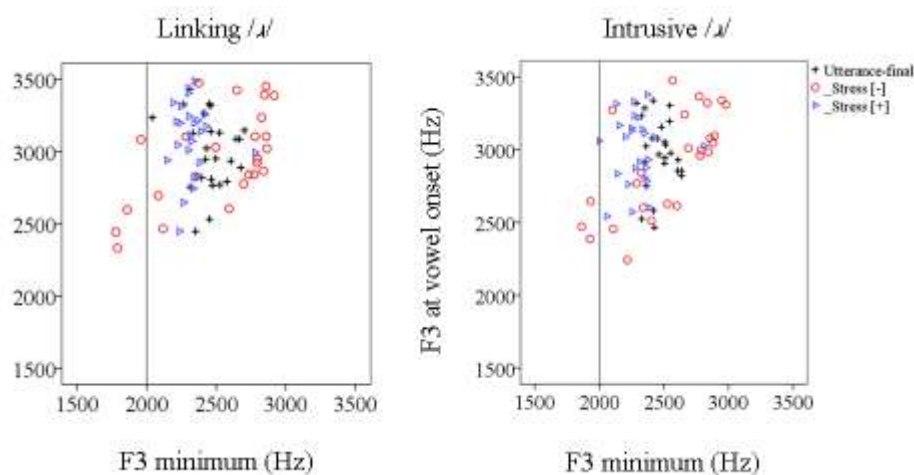 Linking /ɹ/
3500
3000
2500
2000
1500
1500 2000 2500 3000 3500
F3 minimum (Hz)
Intrusive /ɹ/
F3 at vowel onset (Hz)
3500
3000
2500
2000
1500
1500 2000 2500 3000 3500
F3 minimum (Hz)
Utterance-final
_Stress [-]
_Stress [+]